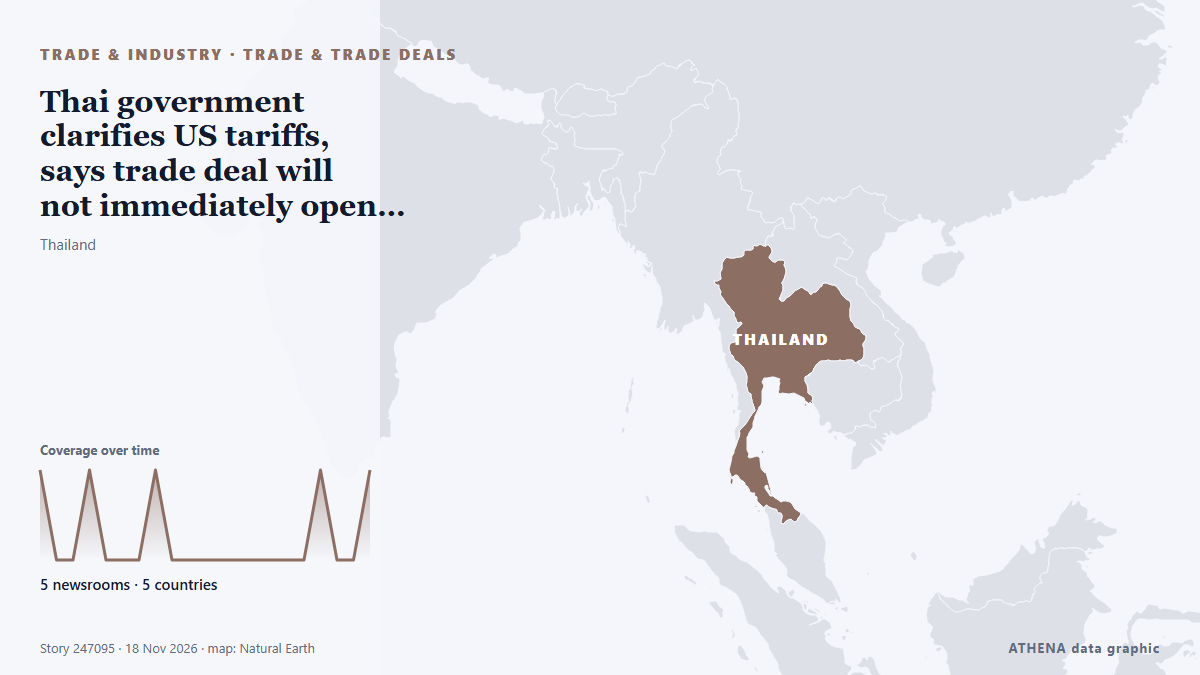 TRADE & INDUSTRY · TRADE & TRADE DEALS
Thai government
clarifies US tariffs,
says trade deal will
not immediately open...
Thailand
THAILAND
Coverage over time
5 newsrooms · 5 countries
Story 247095 · 18 Nov 2026 · map: Natural Earth
ATHENA data graphic